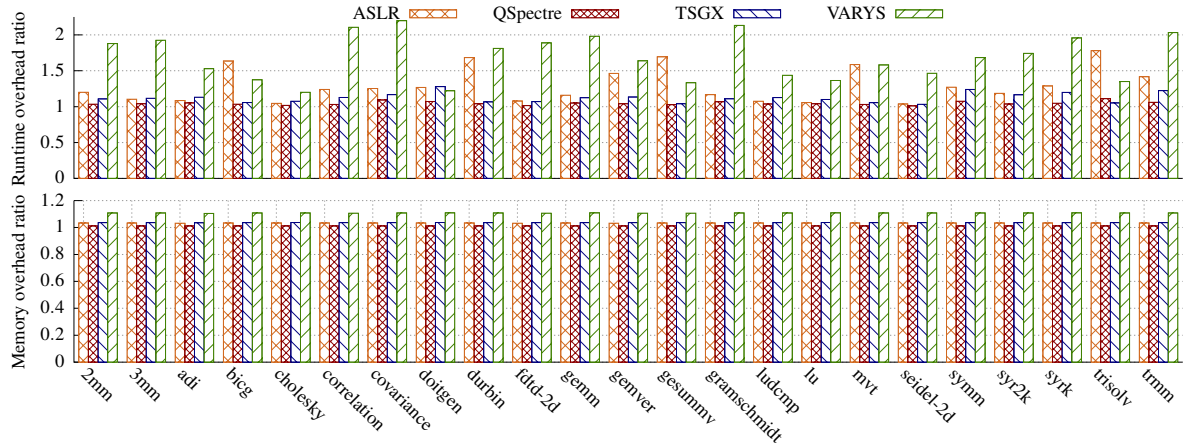 ASLR QSpectre TSGX VARYS
Runtime overhead ratio
2
1.5
1
0.5
0
Memory overhead ratio
1.2
1
0.8
0.6
0.4
0.2
0
2mm
3mm
adi
bicg
cholesky
correlation
covariance
doitgen
durbin
fdtd-2d
gemm
gemver
gesummv
gramschmidt
ludcmp
lu
mvt
seidel-2d
symm
syr2k
syrk
trisolv
trmm